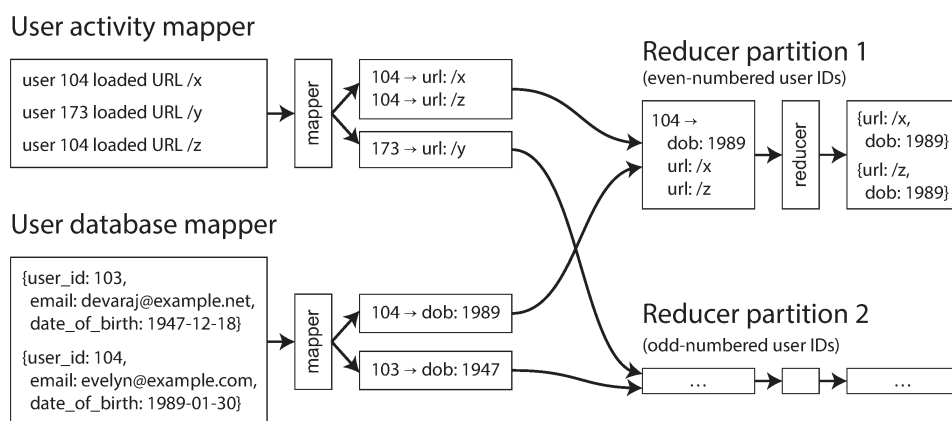 User activity mapper
user 104 loaded URL /x
user 173 loaded URL /y
user 104 loaded URL /z
mapper
104 → url: /x
104 → url: /z
173 → url: /y
Reducer partition 1
(even-numbered user IDs)
104 →
dob: 1989
url: /x
url: /z
reducer
{url: /x,
dob: 1989}
{url: /z,
dob: 1989}
User database mapper
{user_id: 103,
email: devaraj@example.net,
date_of_birth: 1947-12-18}
{user_id: 104,
email: evelyn@example.com,
date_of_birth: 1989-01-30}
mapper
104 → dob: 1989
103 → dob: 1947
Reducer partition 2
(odd-numbered user IDs)
...
...